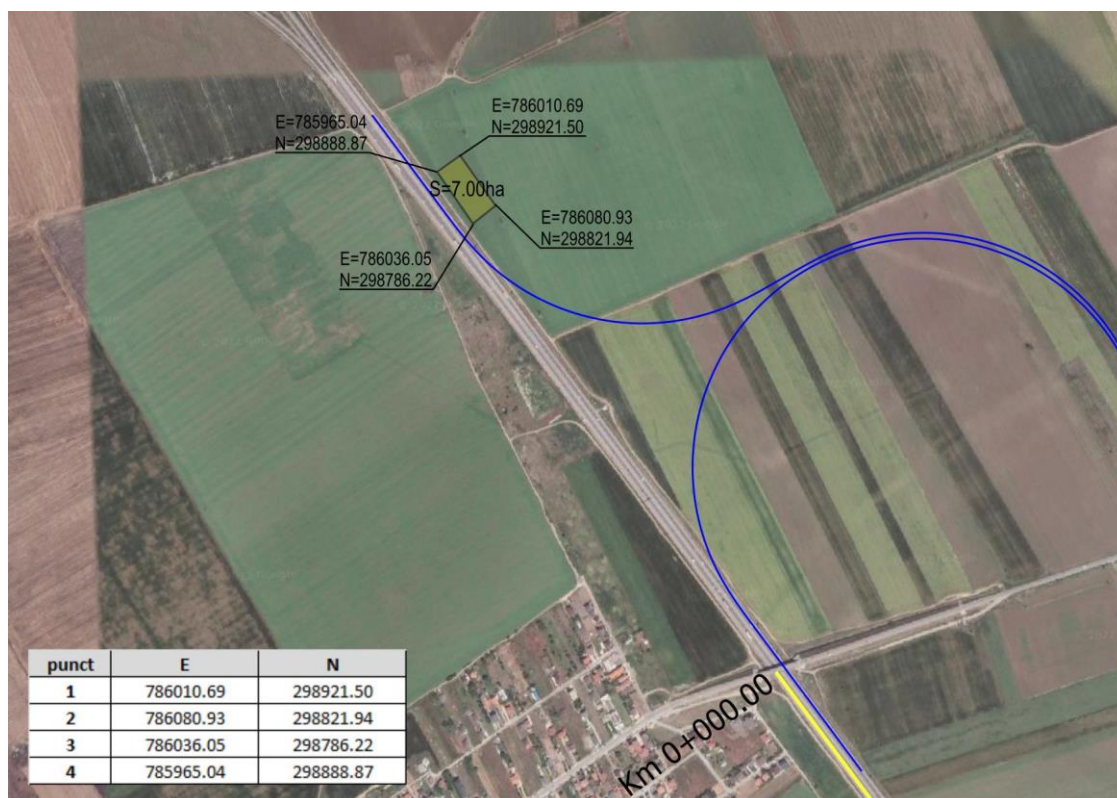 E=786010.69
N=298921.50
E=785965.04
N=298888.87
S=7.00ha
E=786080.93
N=298821.94
E=786036.05
N=298786.22
Km 0+000.00
punct E N
1 786010.69 298921.50
2 786080.93 298821.94
3 786036.05 298786.22
4 785965.04 298888.87